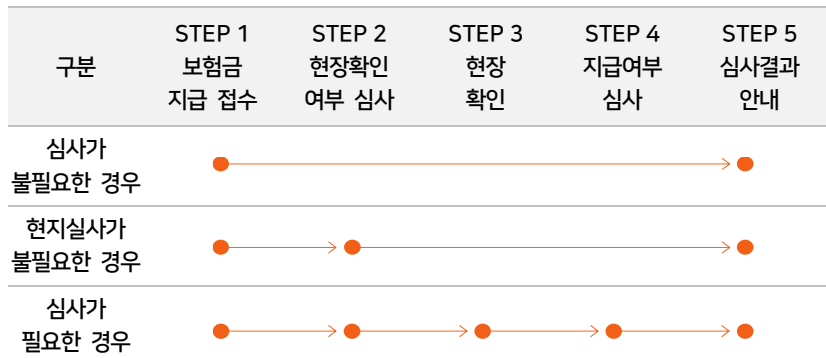 구분
STEP 1
보험금
지급 접수
STEP 2
현장확인
여부 심사
STEP 3
현장
확인
STEP 4
지급여부
심사
STEP 5
심사결과
안내
심사가
불필요한 경우
현지실사가
불필요한 경우
심사가
필요한 경우